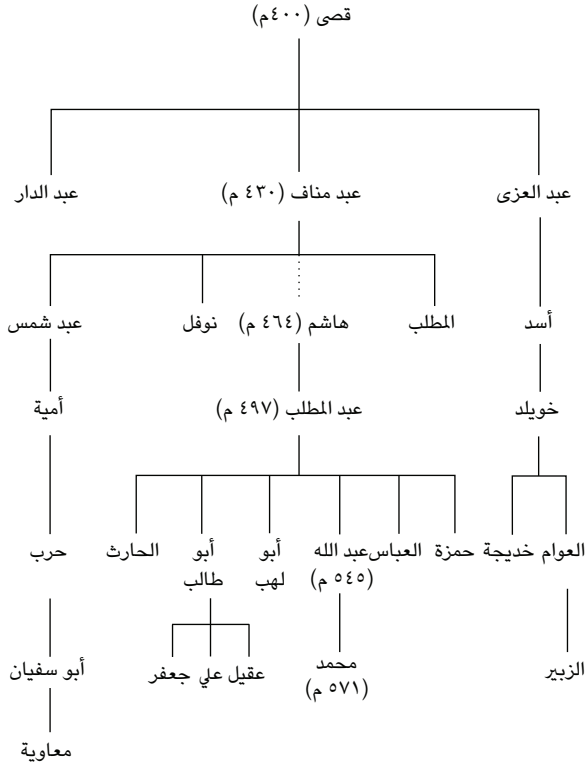 قصى (٤٠٠م)
عبد العزى عبد مناف (٤٣٠ م) عبد الدار
أسد المطلب هاشم (٤٦٤ م) نوفل عبد شمس
خويلد عبد المطلب (٤٩٧ م) أمية
العوام خديجة حمزة العباس عبد الله أبو أبو الحارث حرب
(٥٤٥ م) لهب طالب
الزبير محمد عقيل علي جعفر أبو سفيان
(٥٧١ م)
معاوية